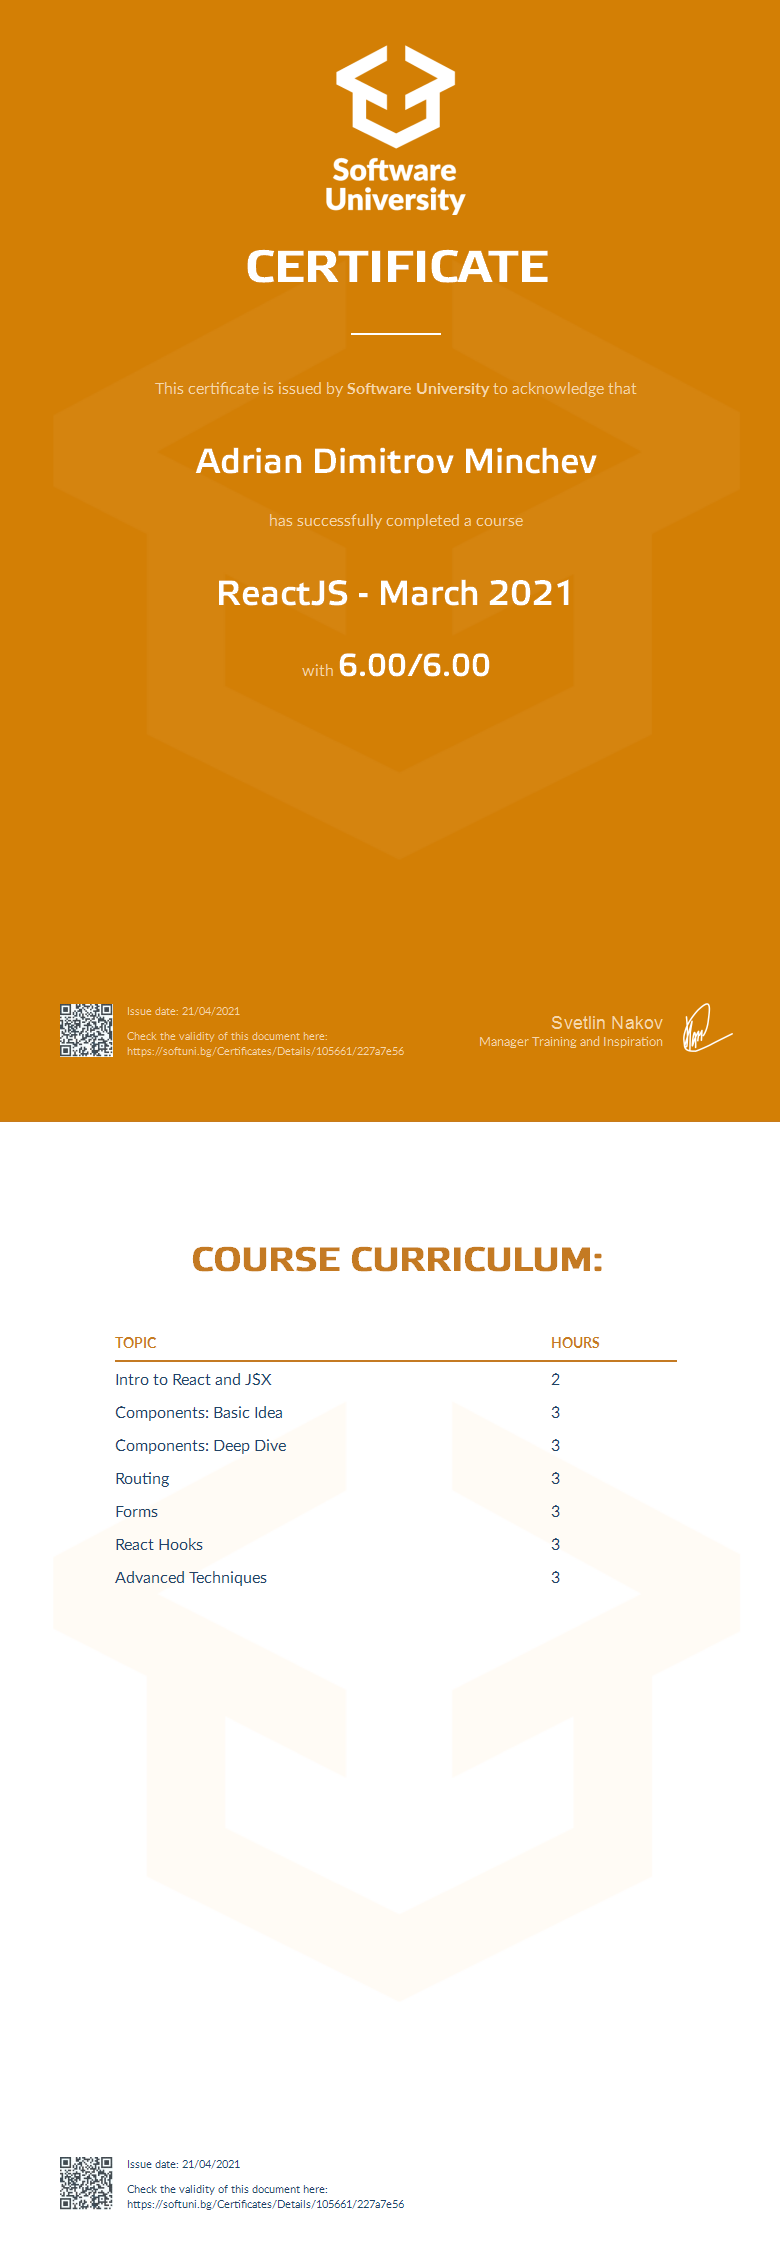 Software
University
CERTIFICATE
This certificate is issued by Software University to acknowledge that
Adrian Dimitrov Minchev
has successfully completed a course
ReactJS - March 2021
with 6.00/6.00
Issue date: 21/04/2021
Check the validity of this document here:
https://softuni.bg/Certificates/Details/105661/227a7e56
Svetlin Nakov
Manager Training and Inspiration
COURSE CURRICULUM:
TOPIC HOURS
Intro to React and JSX 2
Components: Basic Idea 3
Components: Deep Dive 3
Routing 3
Forms 3
React Hooks 3
Advanced Techniques 3
Issue date: 21/04/2021
Check the validity of this document here:
https://softuni.bg/Certificates/Details/105661/227a7e56